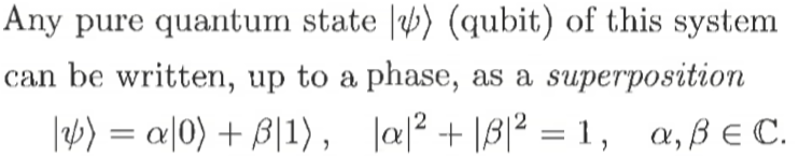 Any pure quantum state |ψ⟩ (qubit) of this system
can be written, up to a phase, as a superposition
|ψ⟩ = α|0⟩ + β|1⟩ , |α|² + |β|² = 1 , α, β ∈ ℂ.